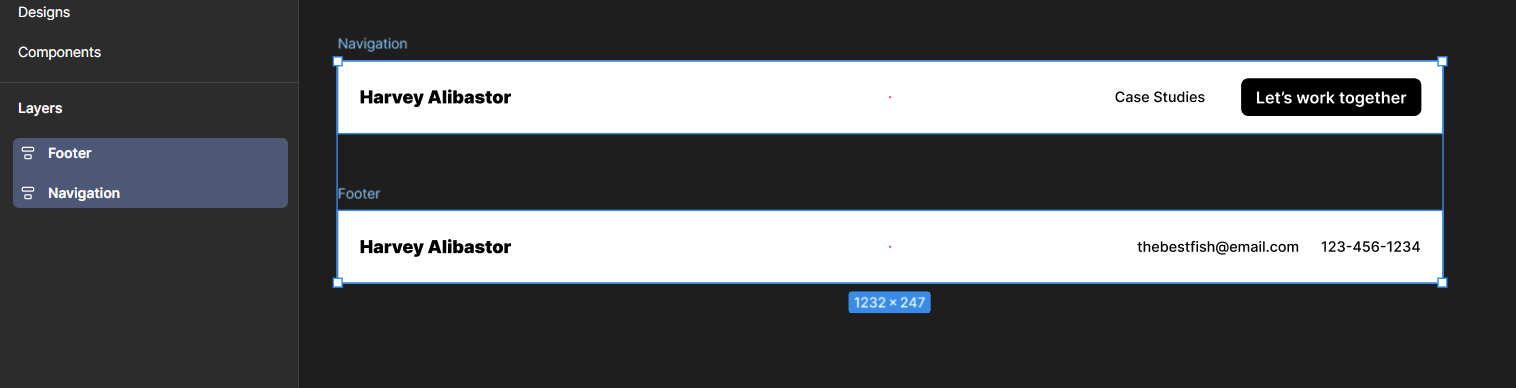 Designs
Components
Layers
Footer
Navigation
Navigation
Harvey Alibastor
Case Studies
Let’s work together
Footer
Harvey Alibastor
thebestfish@email.com
123-456-1234
1232 × 247